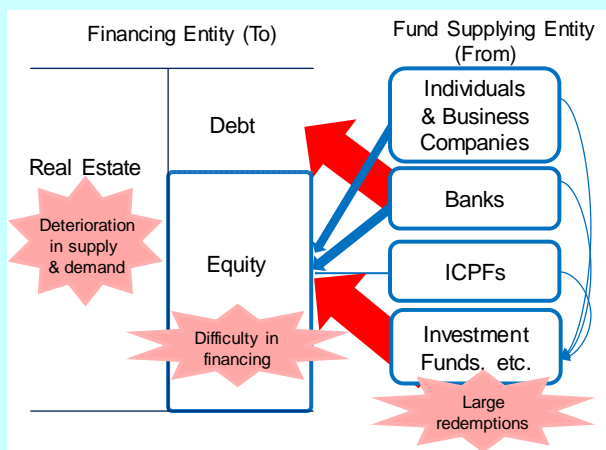 Financing Entity (To)
Fund Supplying Entity
(From)
Individuals
& Business
Companies
Debt
Real Estate
Banks
Deterioration
in supply
& demand
Equity
ICPFs
Difficulty in
financing
Investment
Funds. etc.
Large
redemptions